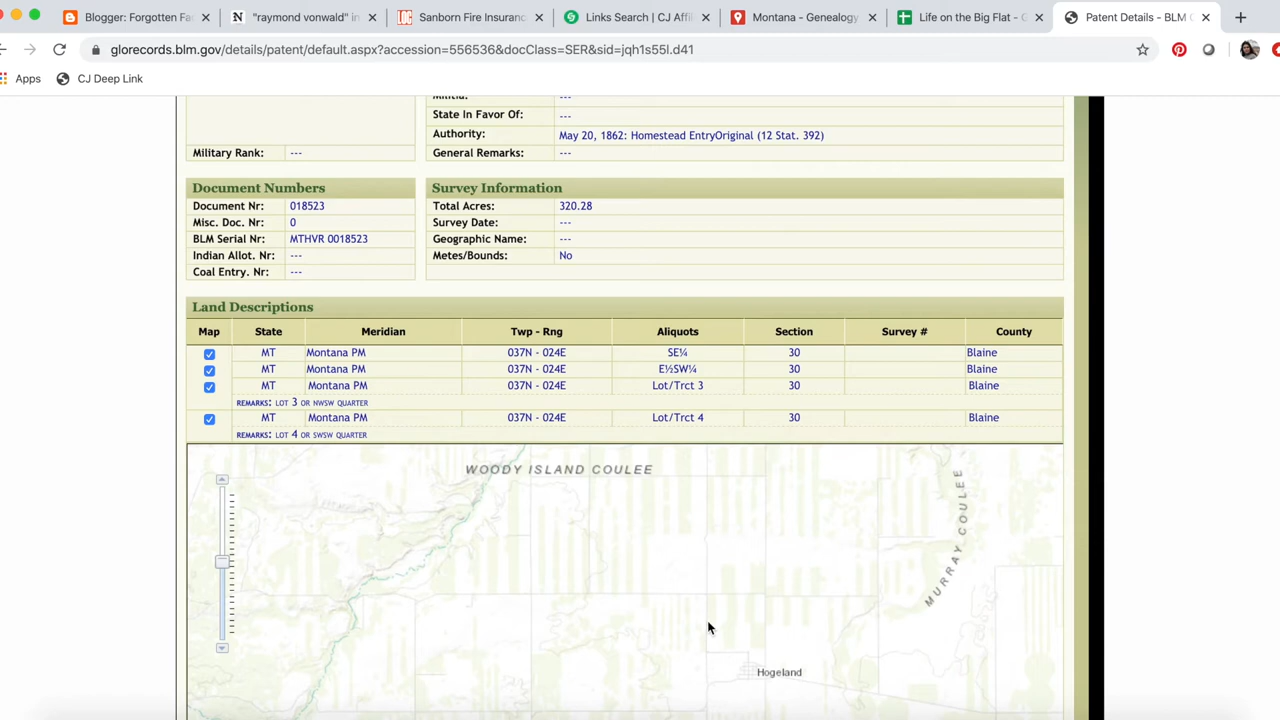 Blogger: Forgotten Fa
"raymond vonwald" in
Sanborn Fire Insuranc
Links Search | CJ Affil
Montana - Genealogy
Life on the Big Flat - G
Patent Details - BLM G
glorecords.blm.gov/details/patent/default.aspx?accession=556536&docClass=SER&sid=jqh1s55l.d41
Apps CJ Deep Link
---
State In Favor Of: ---
Authority: May 20, 1862: Homestead EntryOriginal (12 Stat. 392)
Military Rank: --- General Remarks: ---
Document Numbers Survey Information
Document Nr: 018523 Total Acres: 320.28
Misc. Doc. Nr: 0 Survey Date: ---
BLM Serial Nr: MTHVR 0018523 Geographic Name: ---
Indian Allot. Nr: --- Metes/Bounds: No
Coal Entry. Nr: ---
Land Descriptions
Map State Meridian Twp - Rng Aliquots Section Survey # County
MT Montana PM 037N - 024E SE¼ 30 Blaine
MT Montana PM 037N - 024E E½SW¼ 30 Blaine
MT Montana PM 037N - 024E Lot/Trct 3 30 Blaine
REMARKS: LOT 3 OR NWSW QUARTER
MT Montana PM 037N - 024E Lot/Trct 4 30 Blaine
REMARKS: LOT 4 OR SWSW QUARTER
WOODY ISLAND COULEE
MURRAY COULEE
Hogeland